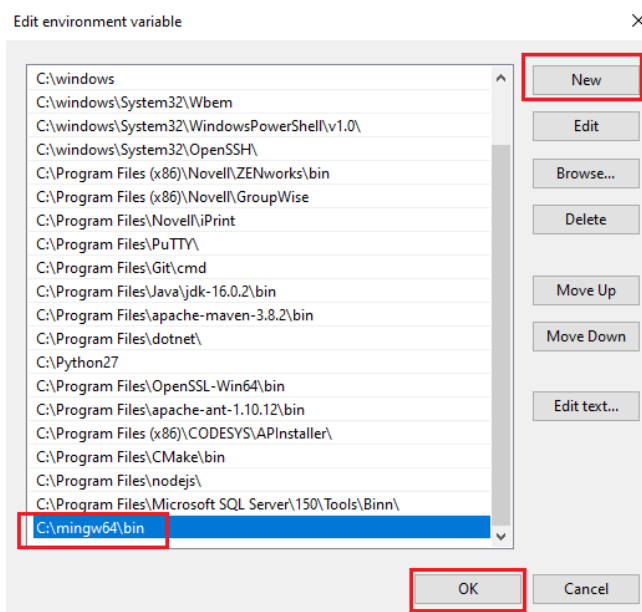 Edit environment variable
C:\windows
C:\windows\System32\Wbem
C:\windows\System32\WindowsPowerShell\v1.0\
C:\windows\System32\OpenSSH\
C:\Program Files (x86)\Novell\ZENworks\bin
C:\Program Files (x86)\Novell\GroupWise
C:\Program Files\Novell\iPrint
C:\Program Files\PuTTY\
C:\Program Files\Git\cmd
C:\Program Files\Java\jdk-16.0.2\bin
C:\Program Files\apache-maven-3.8.2\bin
C:\Program Files\dotnet\
C:\Python27
C:\Program Files\OpenSSL-Win64\bin
C:\Program Files\apache-ant-1.10.12\bin
C:\Program Files (x86)\CODESYS\APInstaller\
C:\Program Files\CMake\bin
C:\Program Files\nodejs\
C:\Program Files\Microsoft SQL Server\150\Tools\Binn\
C:\mingw64\bin
New
Edit
Browse...
Delete
Move Up
Move Down
Edit text...
OK
Cancel